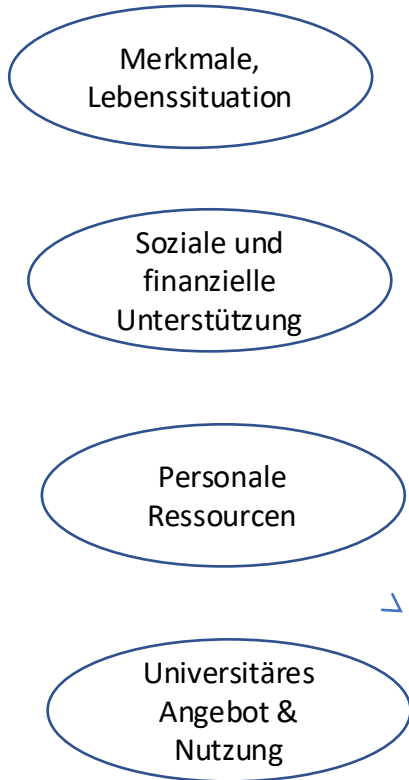 Merkmale,
Lebenssituation
Soziale und
finanzielle
Unterstützung
Personale
Ressourcen
Universitäres
Angebot &
Nutzung